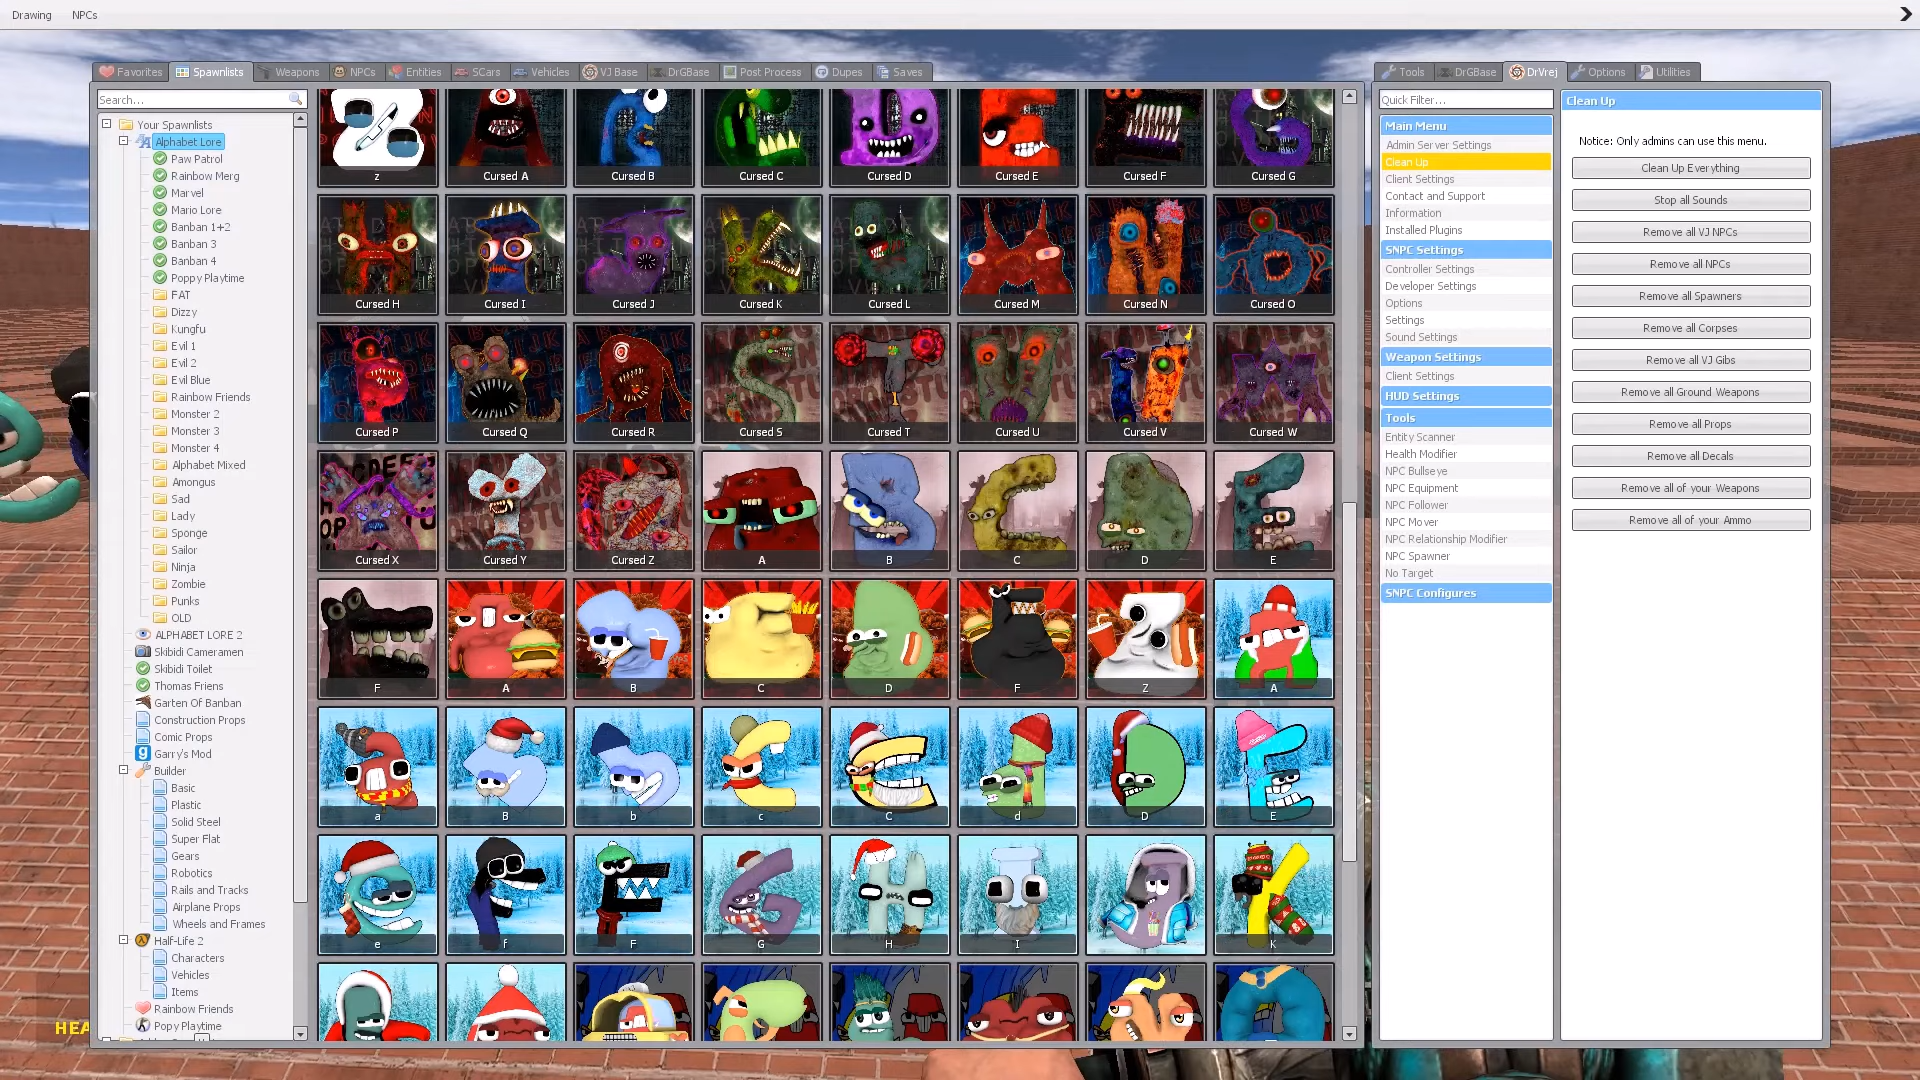 Drawing NPCs
Favorites Spawnlists Weapons NPCs Entities SCars Vehicles VJ Base DrGBase Post Process Dupes Saves
Search...
Your Spawnlists
Alphabet Lore
Paw Patrol
Rainbow Merg
Marvel
Mario Lore
Banban 1+2
Banban 3
Banban 4
Poppy Playtime
FAT
Dizzy
Kungfu
Evil 1
Evil 2
Evil Blue
Rainbow Friends
Monster 2
Monster 3
Monster 4
Alphabet Mixed
Amongus
Sad
Lady
Sponge
Sailor
Ninja
Zombie
Punks
OLD
ALPHABET LORE 2
Skibidi Cameramen
Skibidi Toilet
Thomas Friens
Garten Of Banban
Construction Props
Comic Props
Garry's Mod
Builder
Basic
Plastic
Solid Steel
Super Flat
Gears
Robotics
Rails and Tracks
Airplane Props
Wheels and Frames
Half-Life 2
Characters
Vehicles
Items
Rainbow Friends
Popy Playtime
HEA
z Cursed A Cursed B Cursed C Cursed D Cursed E Cursed F Cursed G
Cursed H Cursed I Cursed J Cursed K Cursed L Cursed M Cursed N Cursed O
Cursed P Cursed Q Cursed R Cursed S Cursed T Cursed U Cursed V Cursed W
Cursed X Cursed Y Cursed Z A B C D E
F A B C D F Z A
a B b c C d D E
e f F G H I K
Tools DrGBase DrVrej Options Utilities
Quick Filter...
Main Menu
Admin Server Settings
Clean Up
Client Settings
Contact and Support
Information
Installed Plugins
SNPC Settings
Controller Settings
Developer Settings
Options
Settings
Sound Settings
Weapon Settings
Client Settings
HUD Settings
Tools
Entity Scanner
Health Modifier
NPC Bullseye
NPC Equipment
NPC Follower
NPC Mover
NPC Relationship Modifier
NPC Spawner
No Target
SNPC Configures
Clean Up
Notice: Only admins can use this menu.
Clean Up Everything
Stop all Sounds
Remove all VJ NPCs
Remove all NPCs
Remove all Spawners
Remove all Corpses
Remove all VJ Gibs
Remove all Ground Weapons
Remove all Props
Remove all Decals
Remove all of your Weapons
Remove all of your Ammo